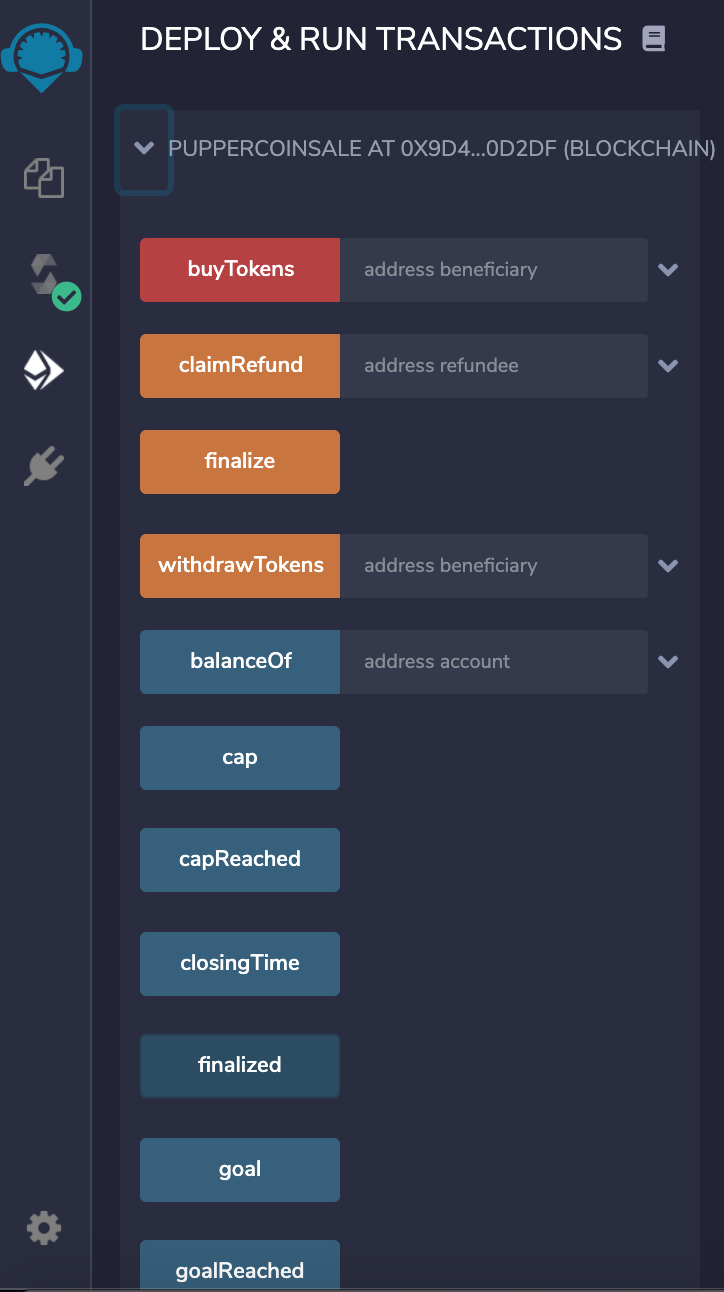 DEPLOY & RUN TRANSACTIONS
PUPPERCOINSALE AT 0X9D4...0D2DF (BLOCKCHAIN)
buyTokens address beneficiary
claimRefund address refundee
finalize
withdrawTokens address beneficiary
balanceOf address account
cap
capReached
closingTime
finalized
goal
goalReached